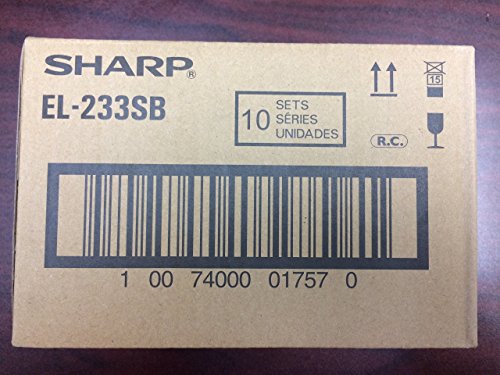 SHARP®
EL-233SB
10
SETS
SÉRIES
UNIDADES
15
R.C.
1 00 74000 01757 0